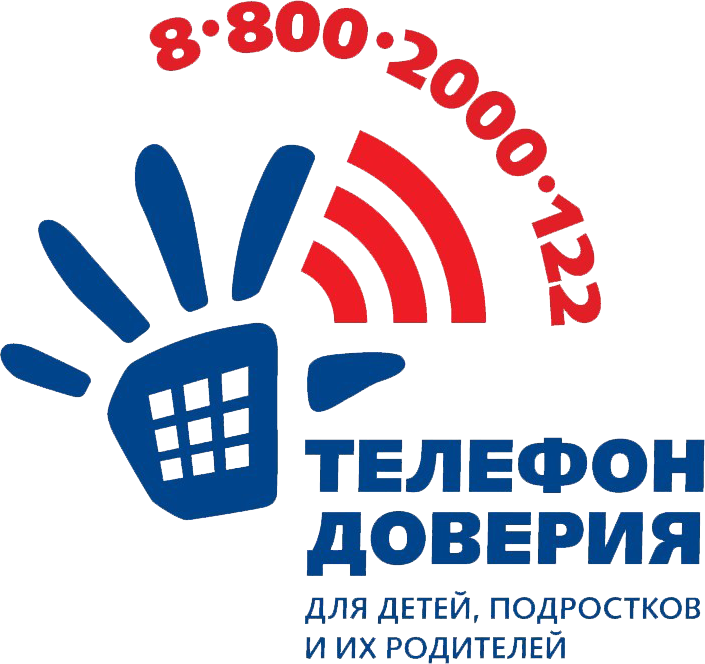 8·800·2000·122
ТЕЛЕФОН
ДОВЕРИЯ
ДЛЯ ДЕТЕЙ, ПОДРОСТКОВ
И ИХ РОДИТЕЛЕЙ